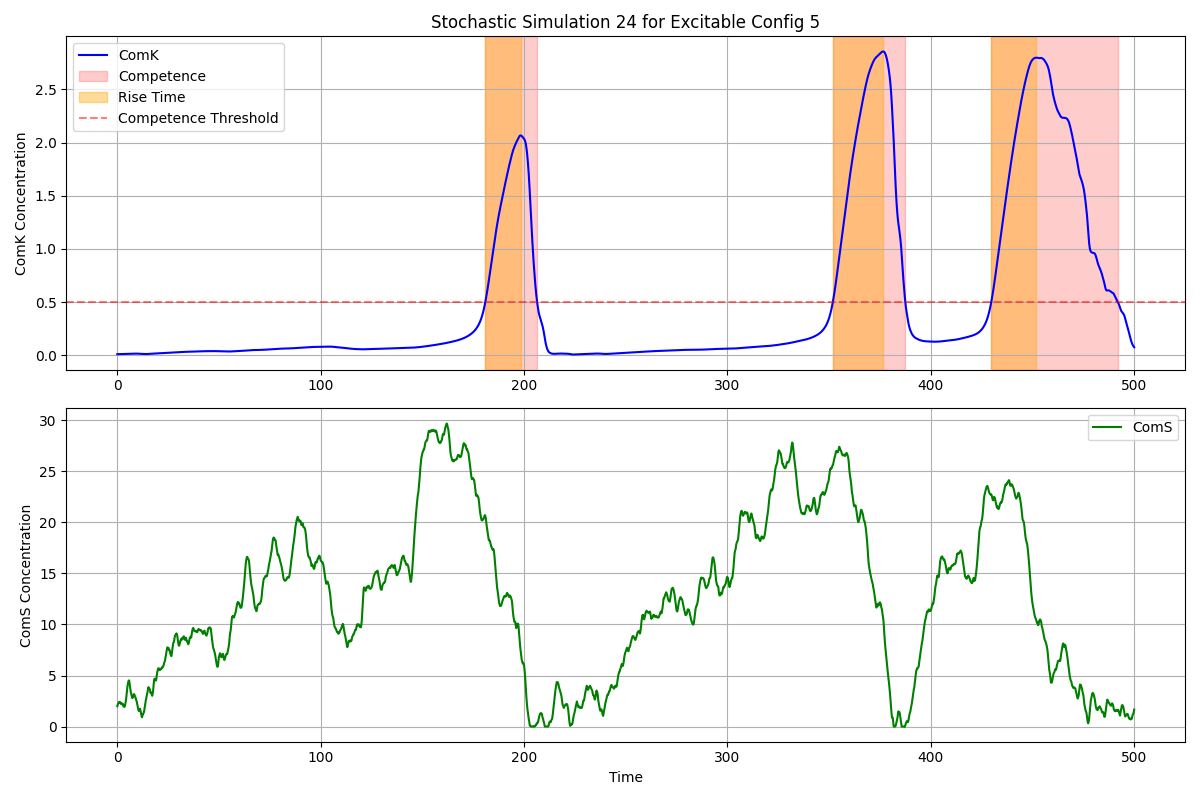 Stochastic Simulation 24 for Excitable Config 5
ComK Concentration
2.5
2.0
1.5
1.0
0.5
0.0
ComK
Competence
Rise Time
Competence Threshold
0 100 200 300 400 500
ComS Concentration
30
25
20
15
10
5
0
ComS
0 100 200 300 400 500
Time